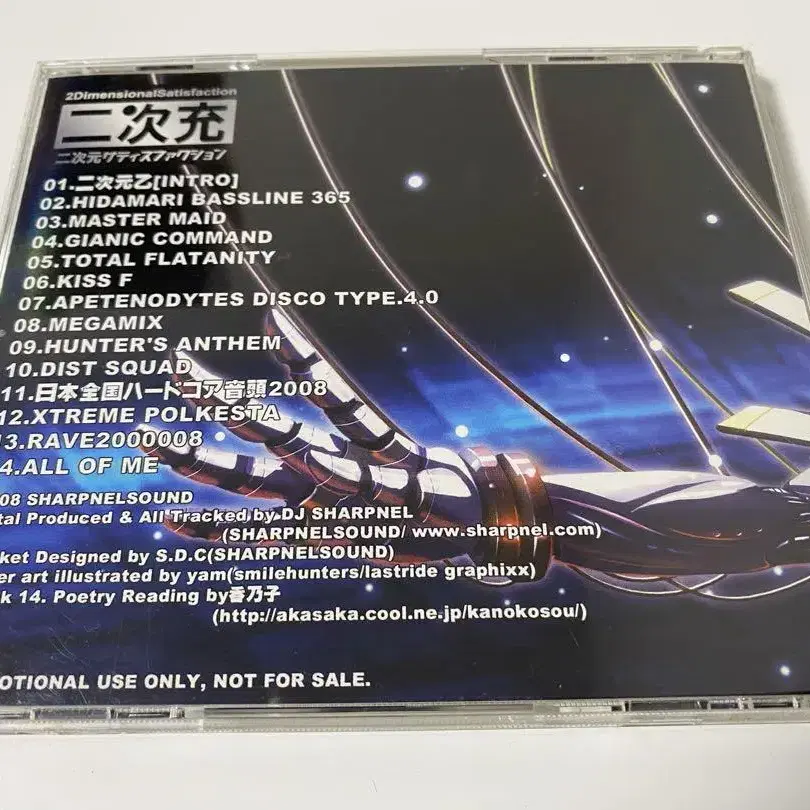 2DimensionalSatisfaction
二次充
二次元サティスファクション
01.二次元乙[INTRO]
02.HIDAMARI BASSLINE 365
03.MASTER MAID
04.GIANIC COMMAND
05.TOTAL FLATANITY
06.KISS F
07.APETENODYTES DISCO TYPE.4.0
08.MEGAMIX
09.HUNTER'S ANTHEM
10.DIST SQUAD
11.日本全国ハードコア音頭2008
12.XTREME POLKESTA
13.RAVE2000008
4.ALL OF ME
08 SHARPNELSOUND
tal Produced & All Tracked by DJ SHARPNEL
(SHARPNELSOUND/ www.sharpnel.com)
ket Designed by S.D.C(SHARPNELSOUND)
er art illustrated by yam(smilehunters/lastride graphixx)
k 14. Poetry Reading by香乃子
(http://akasaka.cool.ne.jp/kanokosou/)
OTIONAL USE ONLY, NOT FOR SALE.